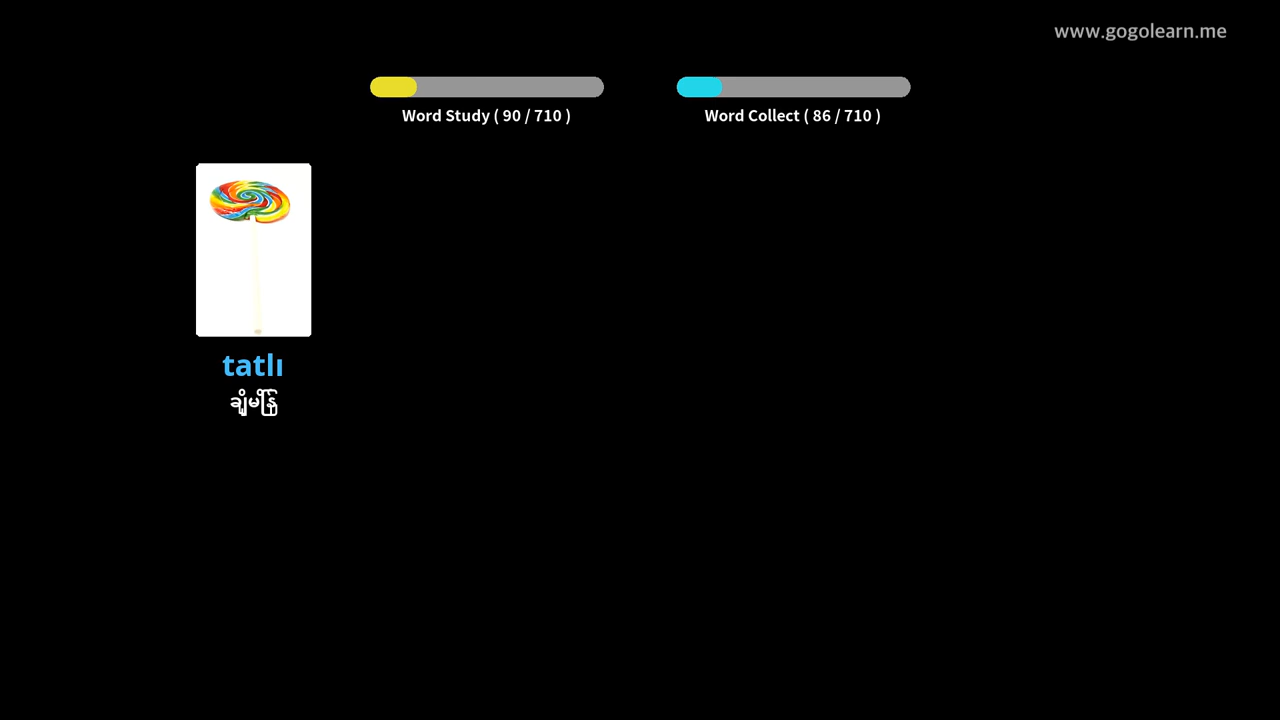 www.gogolearn.me
Word Study ( 90 / 710 )
Word Collect ( 86 / 710 )
tatlı
ချိုမြိန်